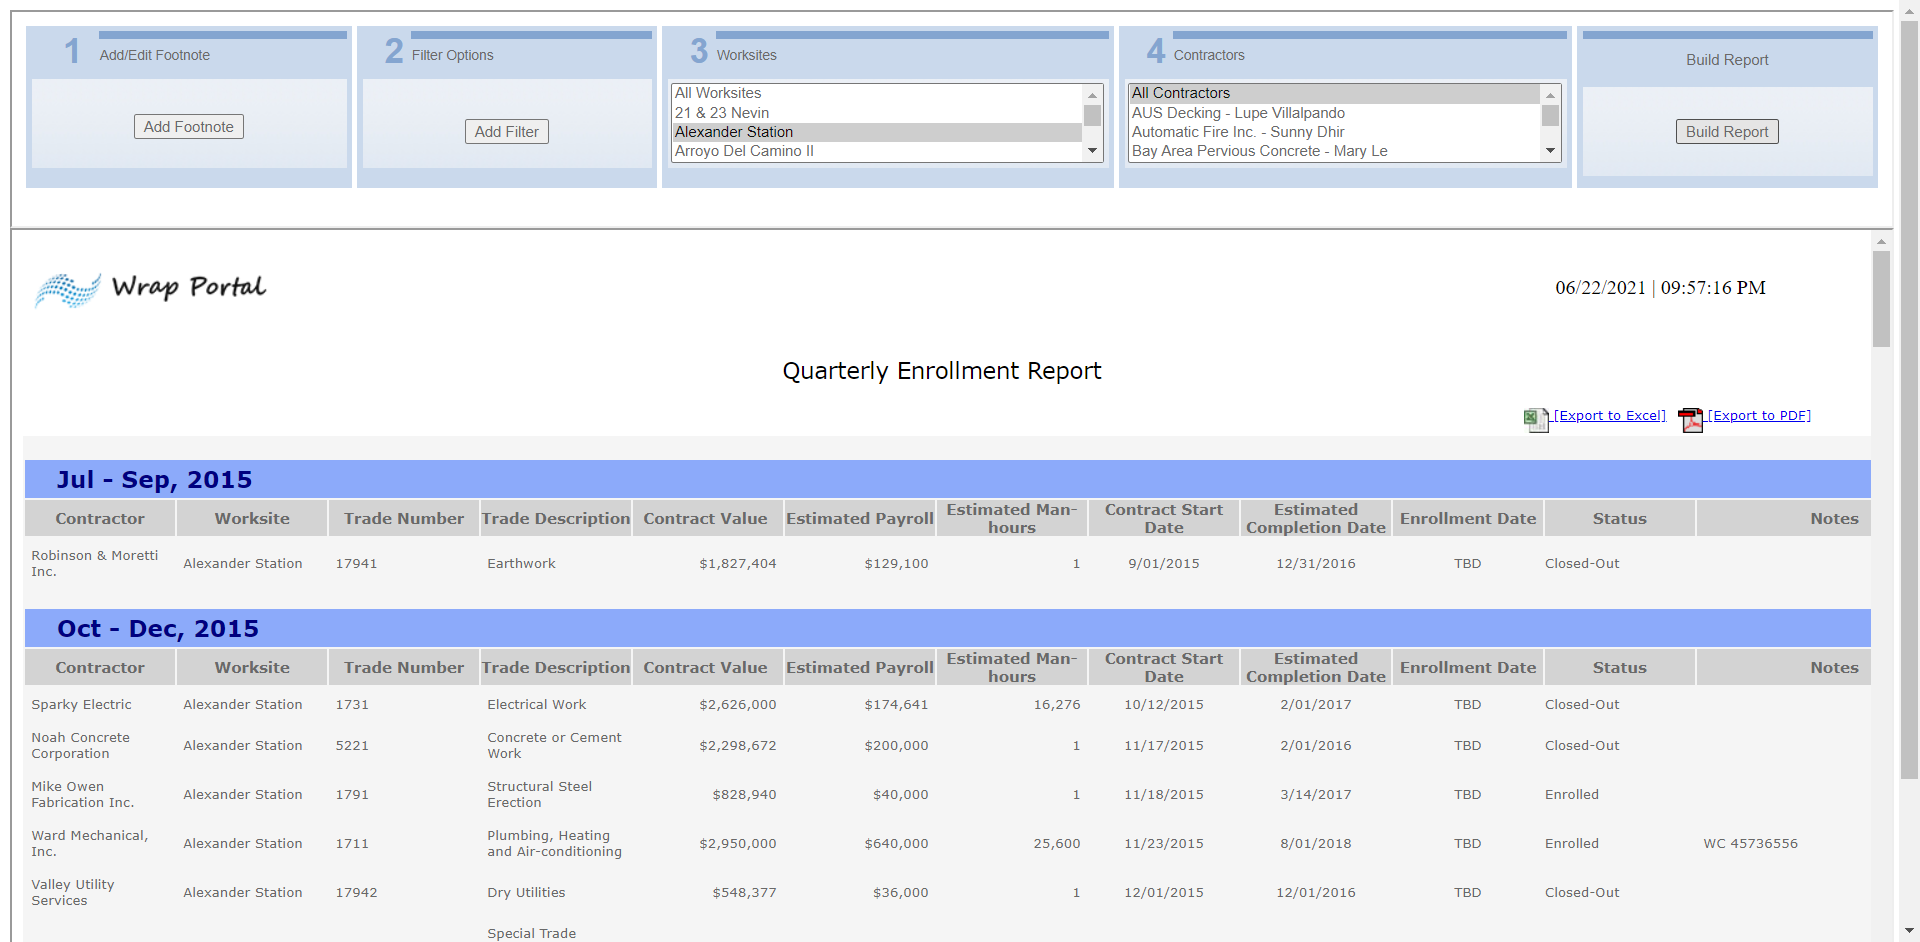 1 Add/Edit Footnote
Add Footnote
2 Filter Options
Add Filter
3 Worksites
All Worksites
21 & 23 Nevin
Alexander Station
Arroyo Del Camino II
4 Contractors
All Contractors
AUS Decking - Lupe Villalpando
Automatic Fire Inc. - Sunny Dhir
Bay Area Pervious Concrete - Mary Le
Build Report
Build Report
Wrap Portal
06/22/2021 | 09:57:16 PM
Quarterly Enrollment Report
[Export to Excel] [Export to PDF]
Jul - Sep, 2015
Contractor Worksite Trade Number Trade Description Contract Value Estimated Payroll Estimated Man-hours Contract Start Date Estimated Completion Date Enrollment Date Status Notes
Robinson & Moretti Inc. Alexander Station 17941 Earthwork $1,827,404 $129,100 1 9/01/2015 12/31/2016 TBD Closed-Out
Oct - Dec, 2015
Contractor Worksite Trade Number Trade Description Contract Value Estimated Payroll Estimated Man-hours Contract Start Date Estimated Completion Date Enrollment Date Status Notes
Sparky Electric Alexander Station 1731 Electrical Work $2,626,000 $174,641 16,276 10/12/2015 2/01/2017 TBD Closed-Out
Noah Concrete Corporation Alexander Station 5221 Concrete or Cement Work $2,298,672 $200,000 1 11/17/2015 2/01/2016 TBD Closed-Out
Mike Owen Fabrication Inc. Alexander Station 1791 Structural Steel Erection $828,940 $40,000 1 11/18/2015 3/14/2017 TBD Enrolled
Ward Mechanical, Inc. Alexander Station 1711 Plumbing, Heating and Air-conditioning $2,950,000 $640,000 25,600 11/23/2015 8/01/2018 TBD Enrolled WC 45736556
Valley Utility Services Alexander Station 17942 Dry Utilities $548,377 $36,000 1 12/01/2015 12/01/2016 TBD Closed-Out
Special Trade